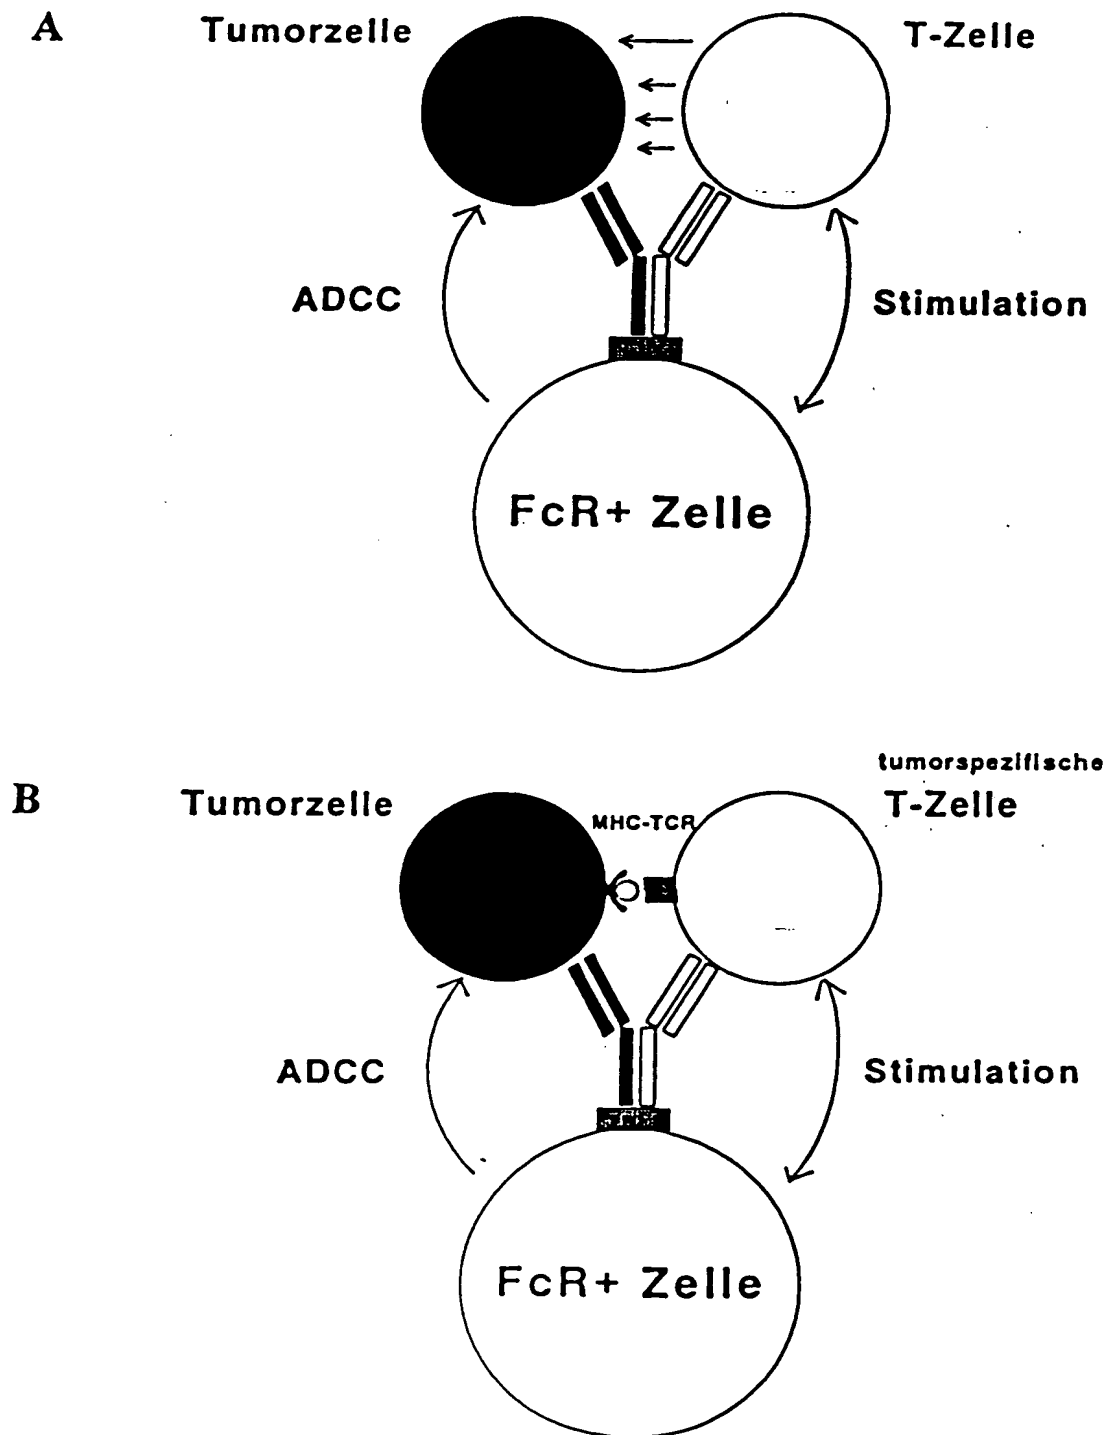 A
Tumorzelle
T-Zelle
ADCC
Stimulation
FcR+ Zelle
B
tumorspezifische
Tumorzelle
T-Zelle
MHC-TCR
ADCC
Stimulation
FcR+ Zelle